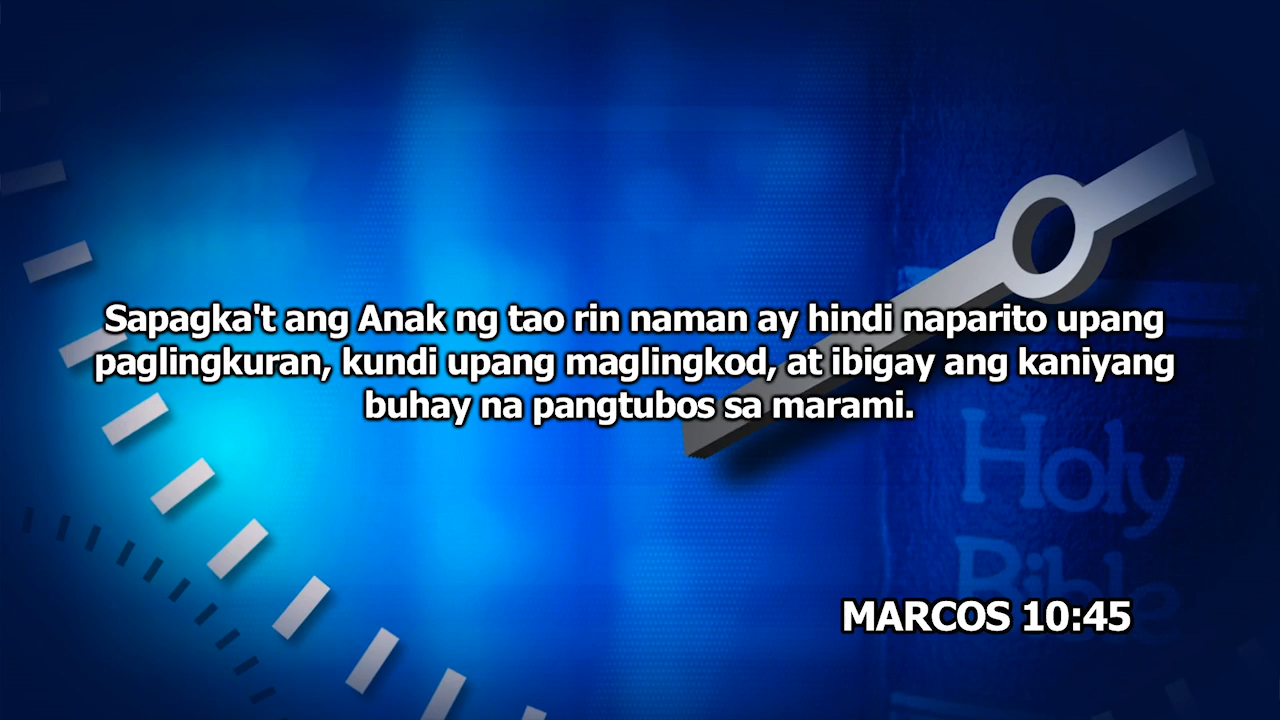 Sapagka't ang Anak ng tao rin naman ay hindi naparito upang
paglingkuran, kundi upang maglingkod, at ibigay ang kaniyang
buhay na pangtubos sa marami.
Holy
Bible
MARCOS 10:45